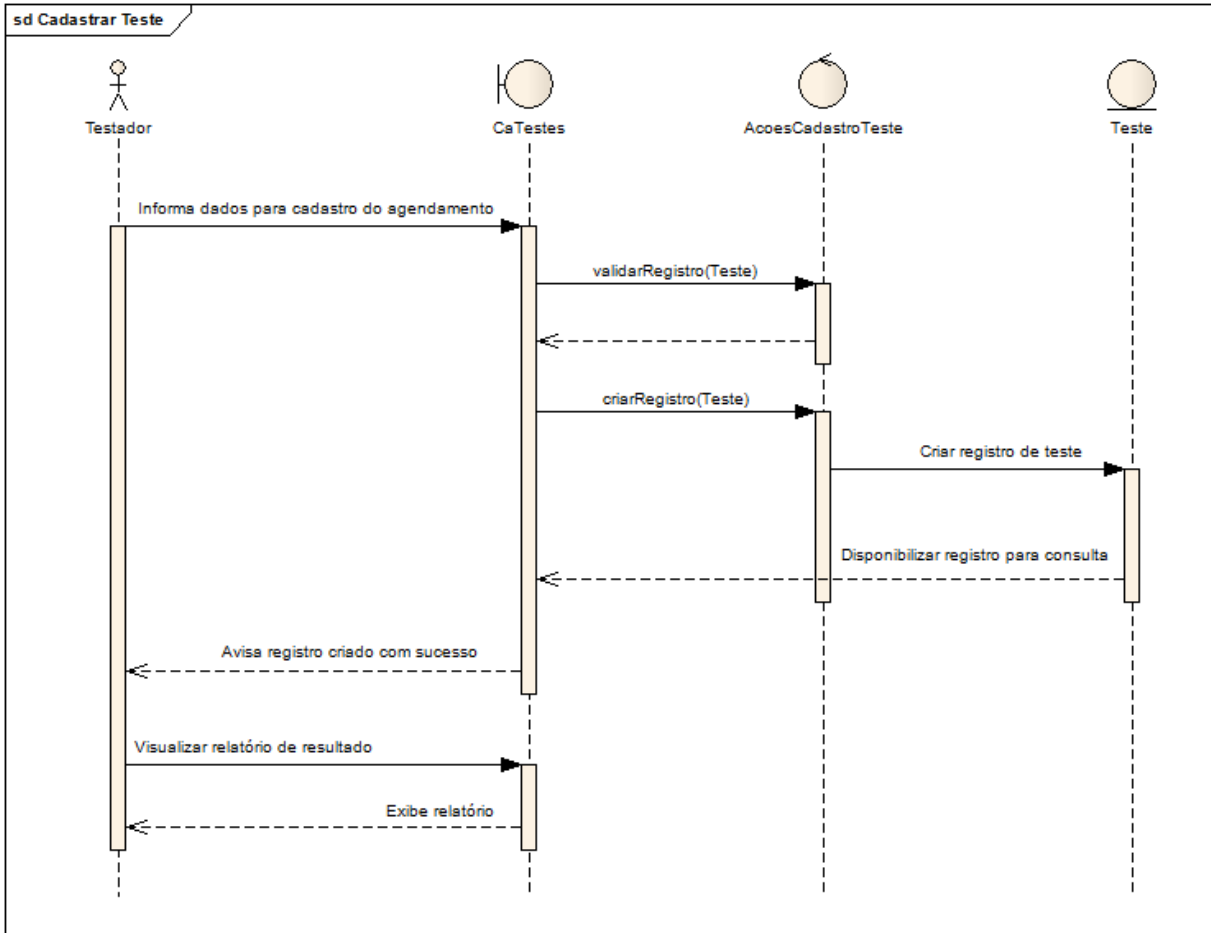 sd Cadastrar Teste
Testador
CaTestes
AcoesCadastroTeste
Teste
Informa dados para cadastro do agendamento
validarRegistro(Teste)
criarRegistro(Teste)
Criar registro de teste
Disponibilizar registro para consulta
Avisa registro criado com sucesso
Visualizar relatório de resultado
Exibe relatório